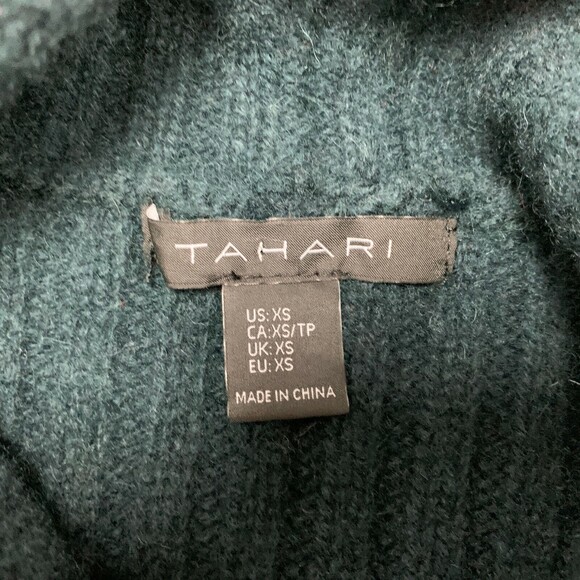 TAHARI
US: XS
CA:XS/TP
UK: XS
EU: XS
MADE IN CHINA